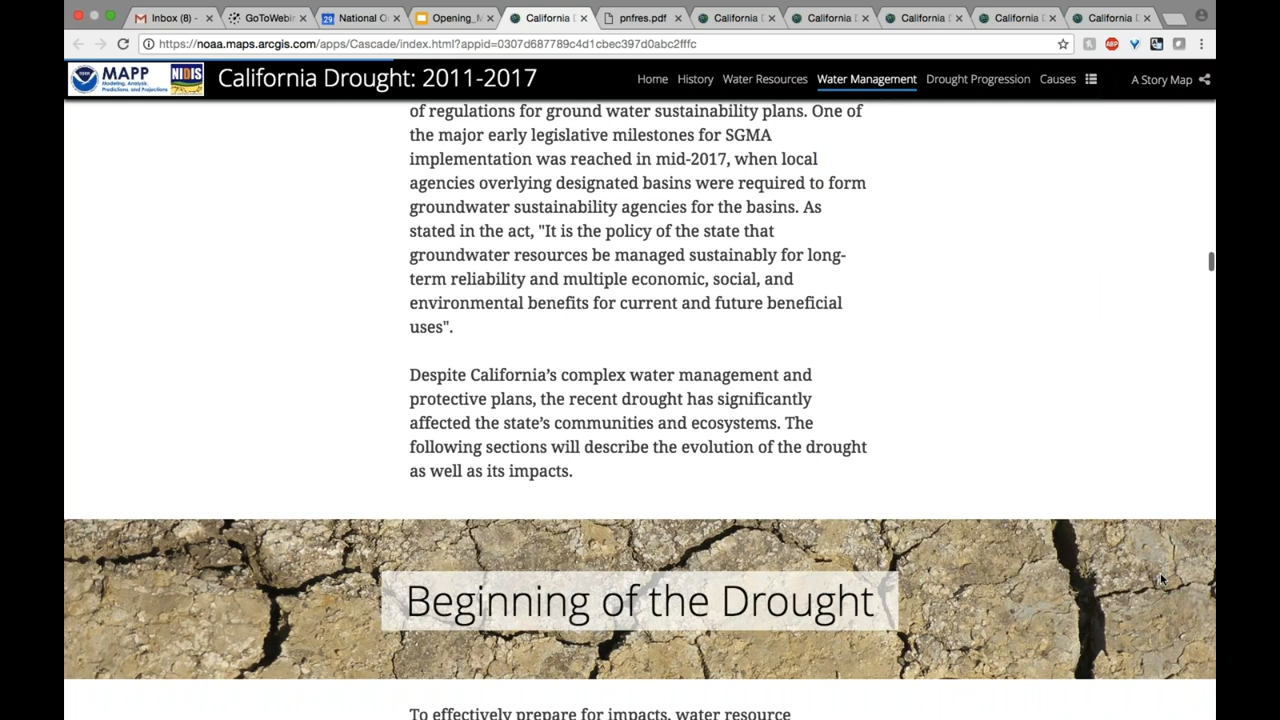 Inbox (8) -
GoToWebi
National O
Opening_M
California D
pnfres.pdf
California D
California D
California D
California D
California D
https://noaa.maps.arcgis.com/apps/Cascade/index.html?appid=0307d687789c4d1cbec397d0abc2fffc
MAPP
Modeling, Analysis,
Predictions, and Projections
NIDIS
California Drought: 2011-2017
Home History Water Resources Water Management Drought Progression Causes A Story Map
of regulations for ground water sustainability plans. One of
the major early legislative milestones for SGMA
implementation was reached in mid-2017, when local
agencies overlying designated basins were required to form
groundwater sustainability agencies for the basins. As
stated in the act, "It is the policy of the state that
groundwater resources be managed sustainably for long-
term reliability and multiple economic, social, and
environmental benefits for current and future beneficial
uses".
Despite California’s complex water management and
protective plans, the recent drought has significantly
affected the state’s communities and ecosystems. The
following sections will describe the evolution of the drought
as well as its impacts.
Beginning of the Drought
To effectively prepare for impacts, water resource